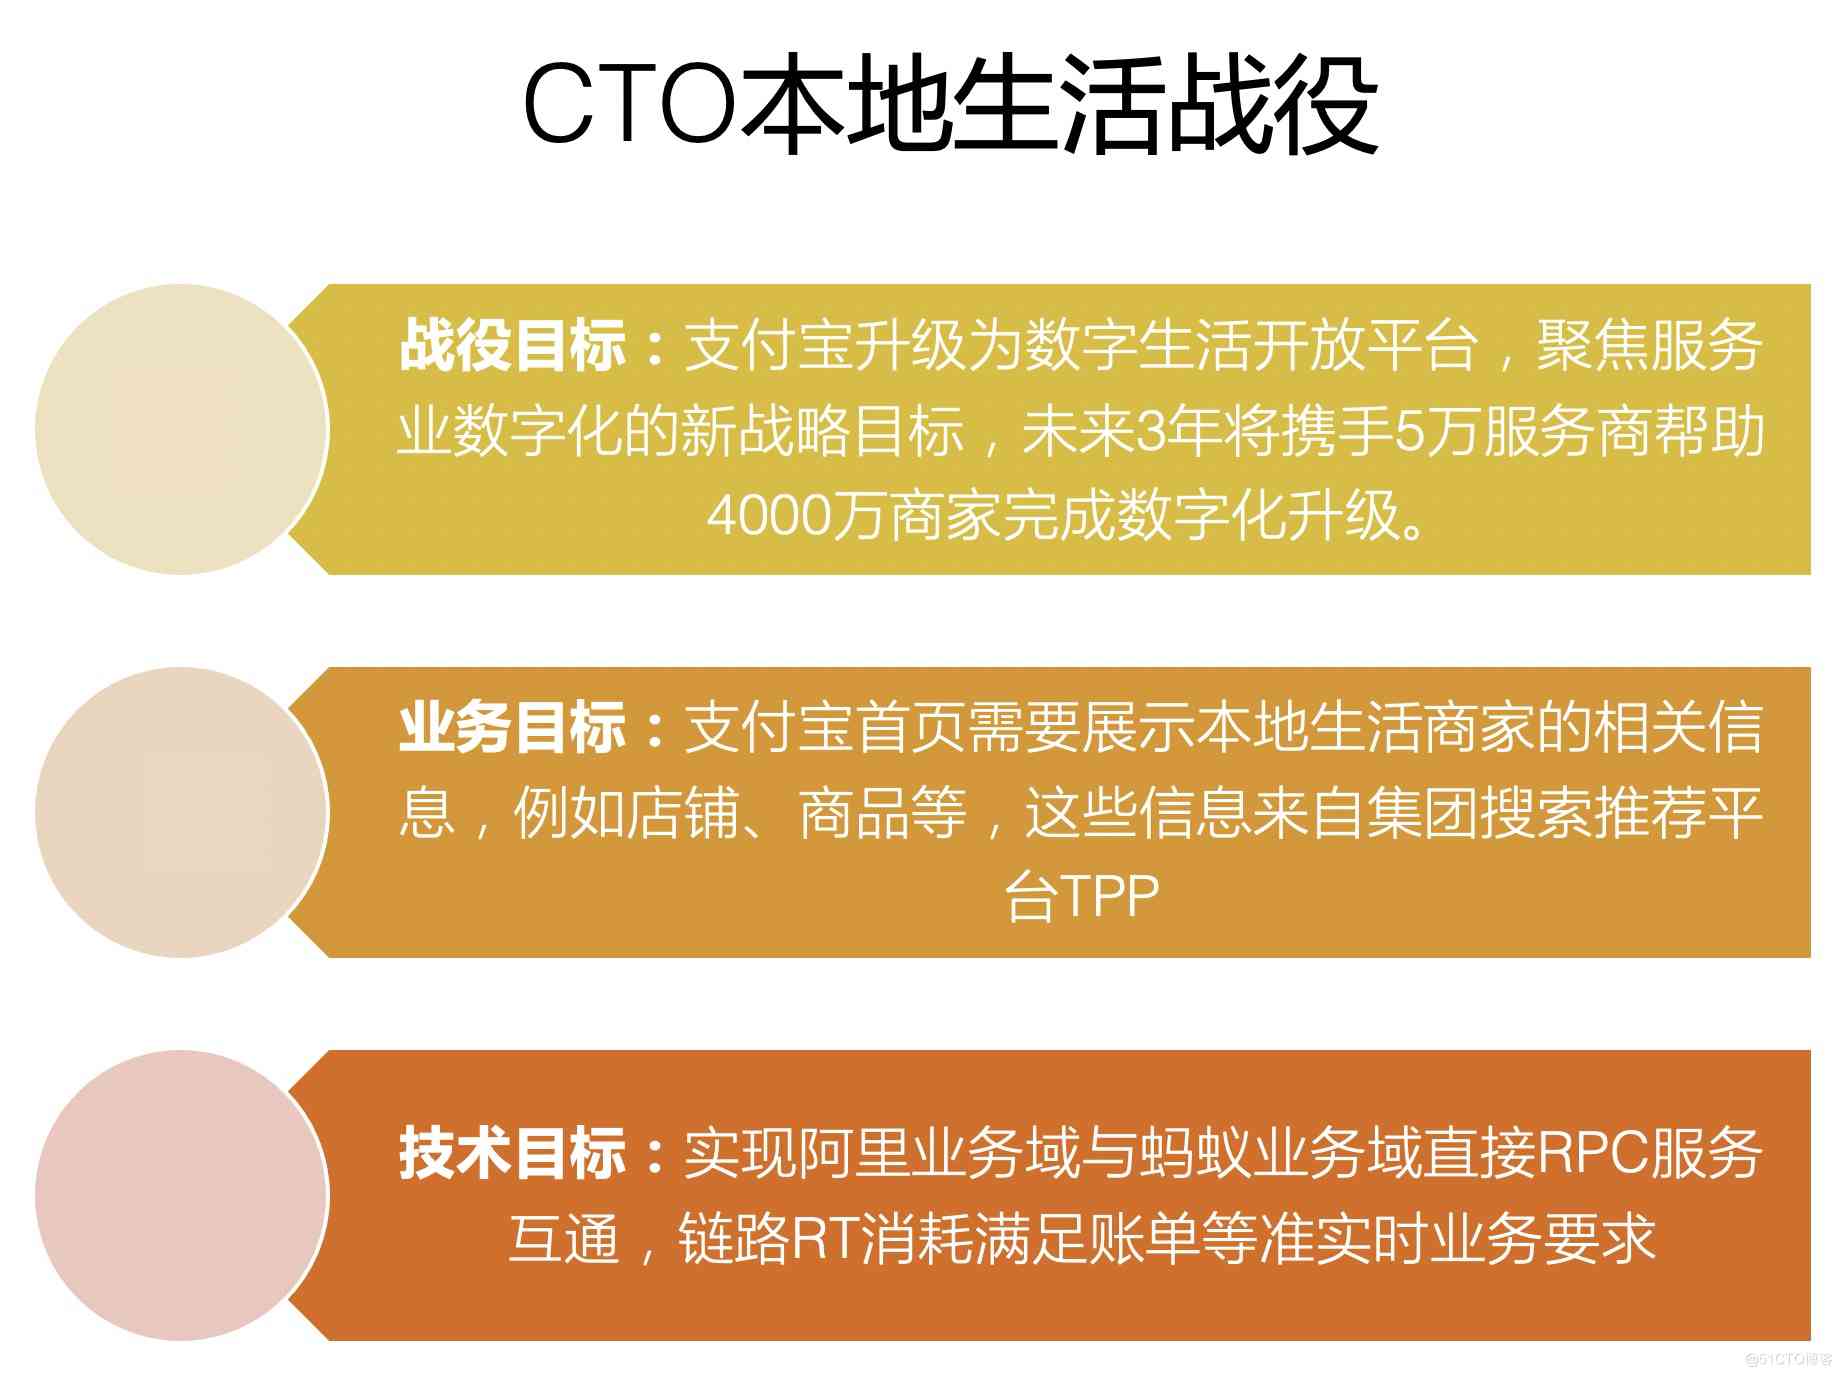 CTO本地生活战役
战役目标：支付宝升级为数字生活开放平台，聚焦服务
业数字化的新战略目标，未来3年将携手5万服务商帮助
4000万商家完成数字化升级。
业务目标：支付宝首页需要展示本地生活商家的相关信
息，例如店铺、商品等，这些信息来自集团搜索推荐平
台TPP
技术目标：实现阿里业务域与蚂蚁业务域直接RPC服务
互通，链路RT消耗满足账单等准实时业务要求
@51CTO博客